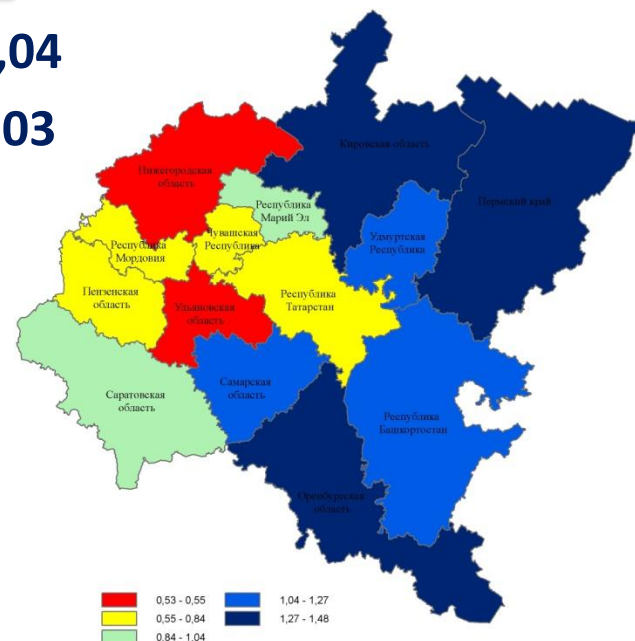 ,04
03
Кировская область
Пермский край
Нижегородская
область
Республика
Марий Эл
Чувашская
Республика
Удмуртская
Республика
Республика
Мордовия
Пензенская
область
Ульяновская
область
Республика
Татарстан
Саратовская
область
Самарская
область
Республика
Башкортостан
Оренбургская
область
0,53 - 0,55
0,55 - 0,84
0,84 - 1,04
1,04 - 1,27
1,27 - 1,48